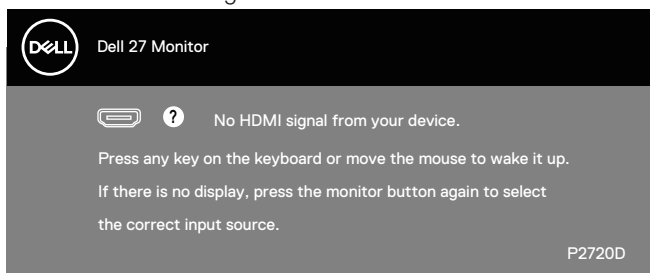 DELL
Dell 27 Monitor
? No HDMI signal from your device.
Press any key on the keyboard or move the mouse to wake it up.
If there is no display, press the monitor button again to select
the correct input source.
P2720D